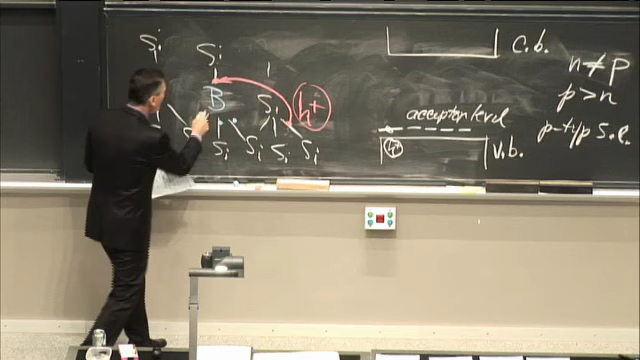 Si
Si
B
Si
h+
Si
Si
Si
Si
c.b.
acceptor level
h+
v.b.
n ≠ p
p > n
p-typ S.C.